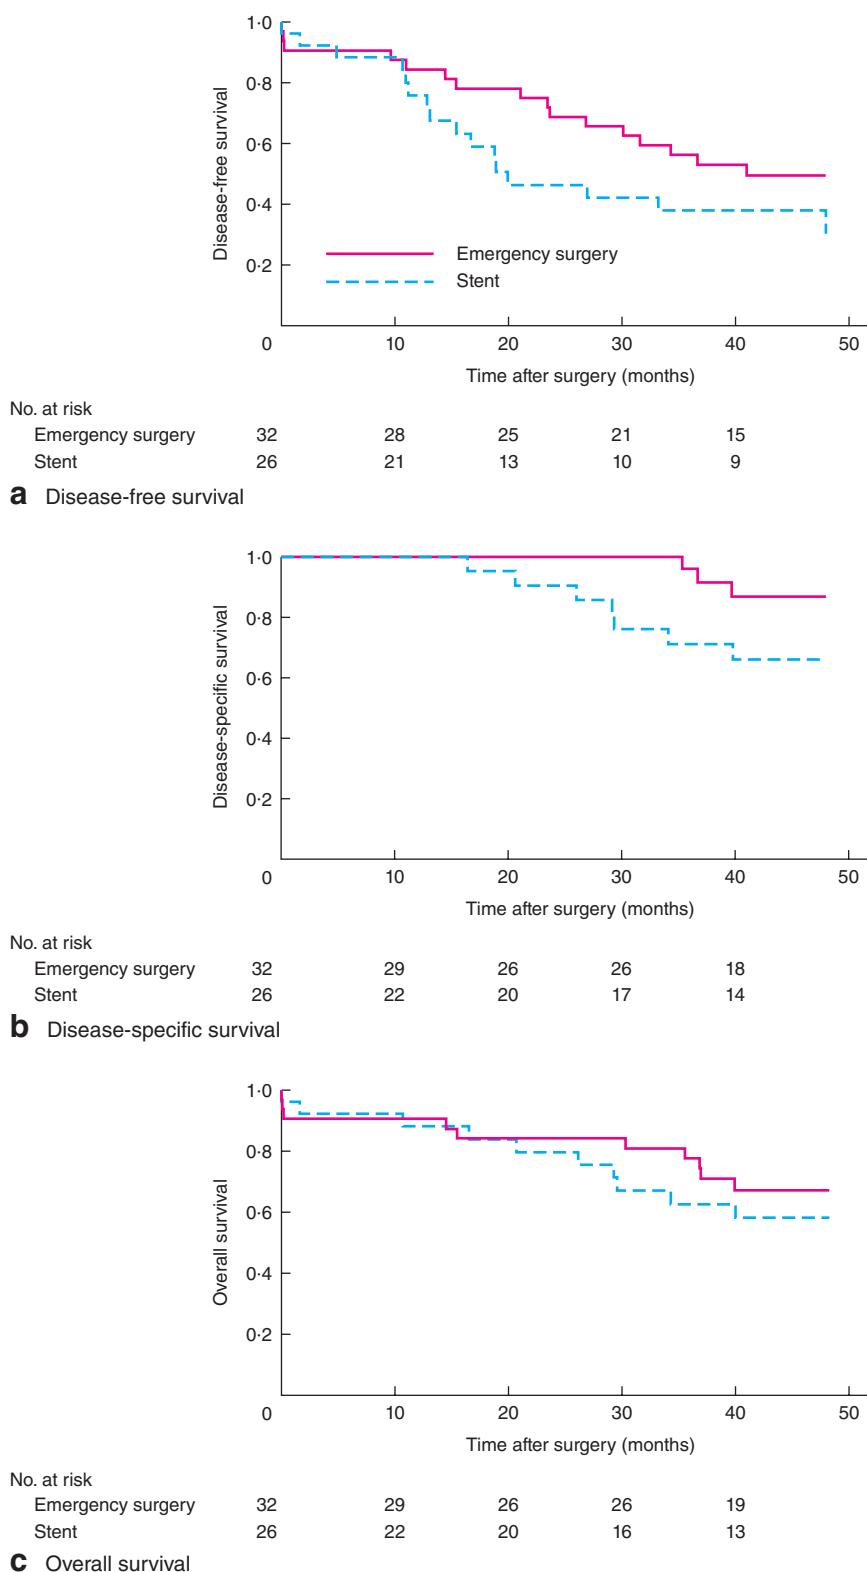 1·0
0·8
0·6
0·4
0·2
Disease-free survival
Emergency surgery
Stent
0 10 20 30 40 50
Time after surgery (months)
No. at risk
Emergency surgery 32 28 25 21 15
Stent 26 21 13 10 9
a Disease-free survival
1·0
0·8
0·6
0·4
0·2
Disease-specific survival
0 10 20 30 40 50
Time after surgery (months)
No. at risk
Emergency surgery 32 29 26 26 18
Stent 26 22 20 17 14
b Disease-specific survival
1·0
0·8
0·6
0·4
0·2
Overall survival
0 10 20 30 40 50
Time after surgery (months)
No. at risk
Emergency surgery 32 29 26 26 19
Stent 26 22 20 16 13
c Overall survival